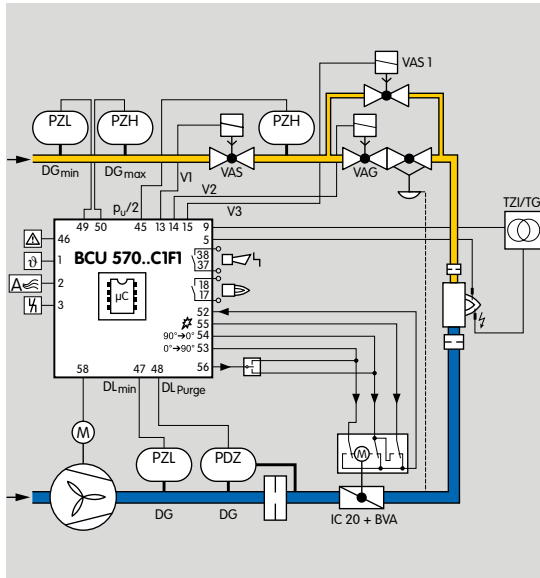 VAS 1
PZL
PZH
PZH
DGmin
DGmax
VAS
VAG
V1
pu/2
V2
V3
TZI/TG
49 50 45 13 14 15 9
5
46
BCU 570..C1F1
38
37
1
µC
2
A
18
17
3
52
55
90°→0 54
0°→90° 53
56
58 47 48
DLmin
DLPurge
M
PZL
PDZ
M
DG
DG
IC 20 + BVA